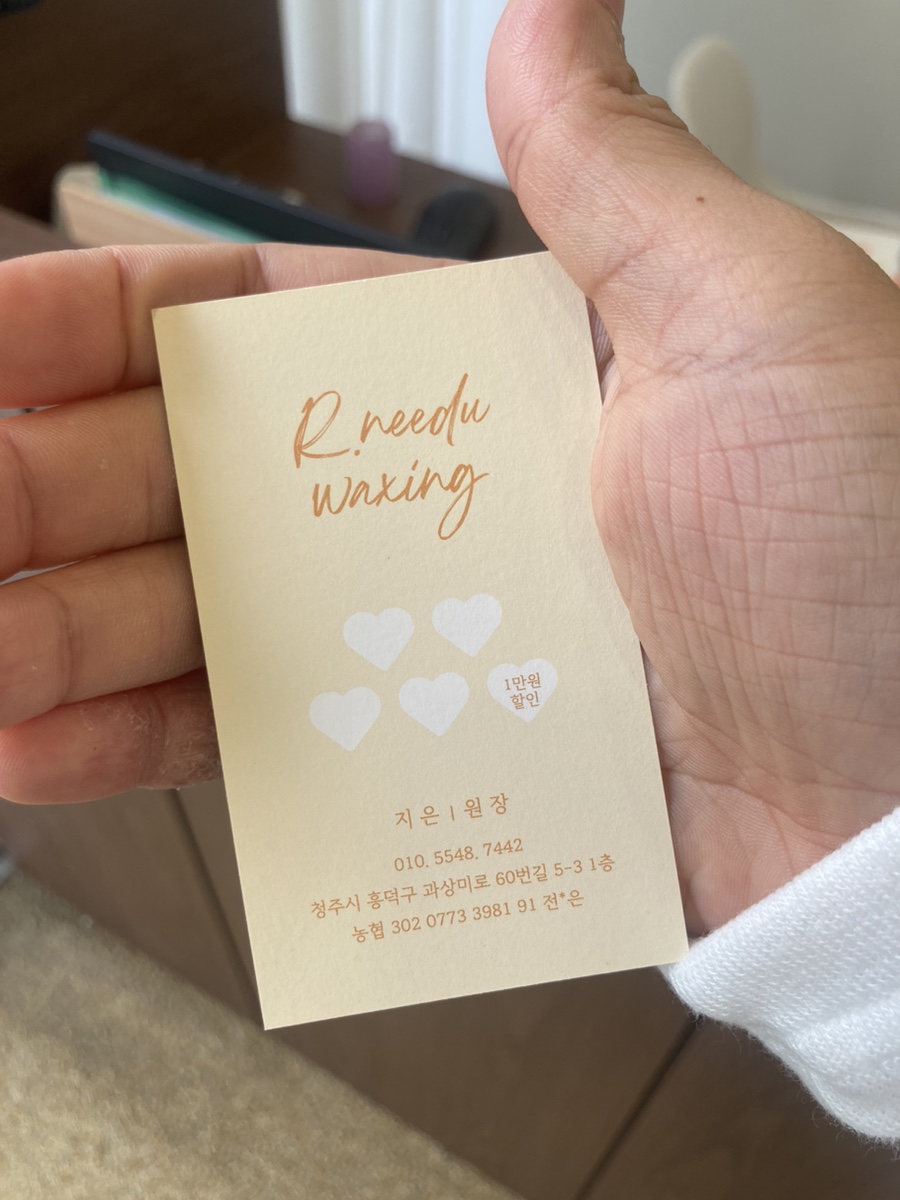 R.needu
waxing
1만원
할인
지은 | 원장
010. 5548. 7442
청주시 흥덕구 과상미로 60번길 5-3 1층
농협 302 0773 3981 91 전*은